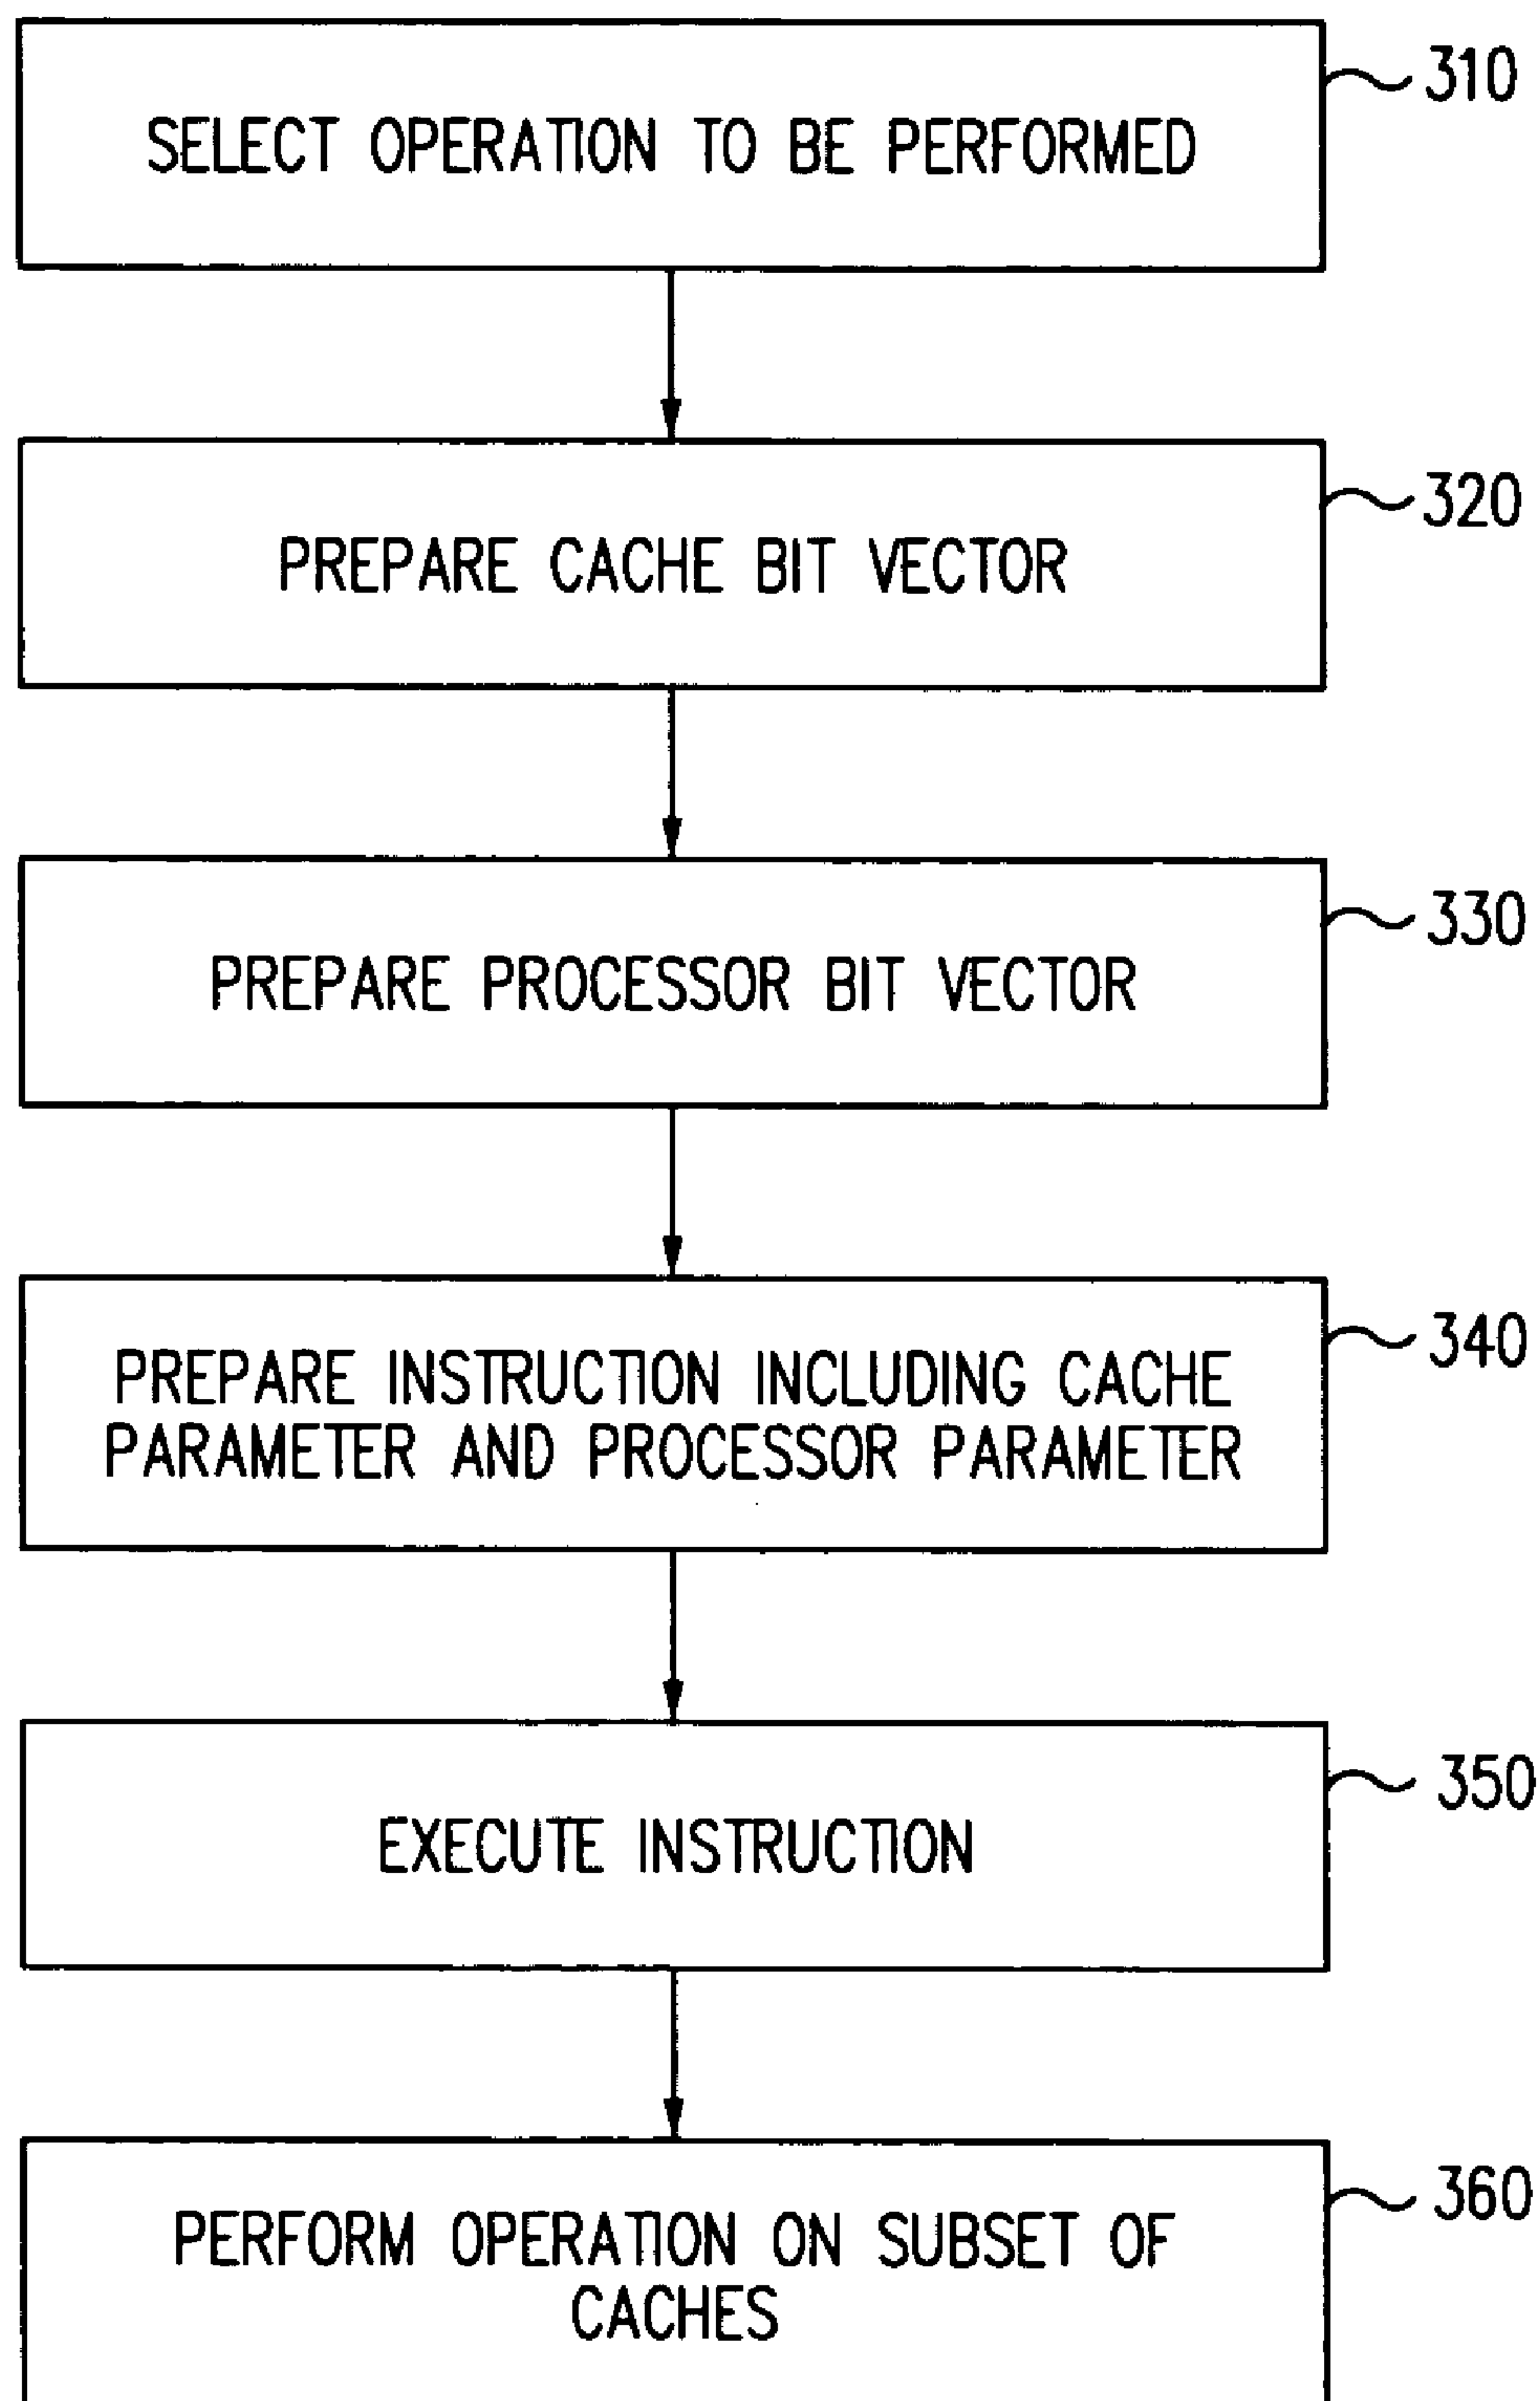 310
SELECT OPERATION TO BE PERFORMED
320
PREPARE CACHE BIT VECTOR
330
PREPARE PROCESSOR BIT VECTOR
340
PREPARE INSTRUCTION INCLUDING CACHE
PARAMETER AND PROCESSOR PARAMETER
350
EXECUTE INSTRUCTION
360
PERFORM OPERATION ON SUBSET OF
CACHES